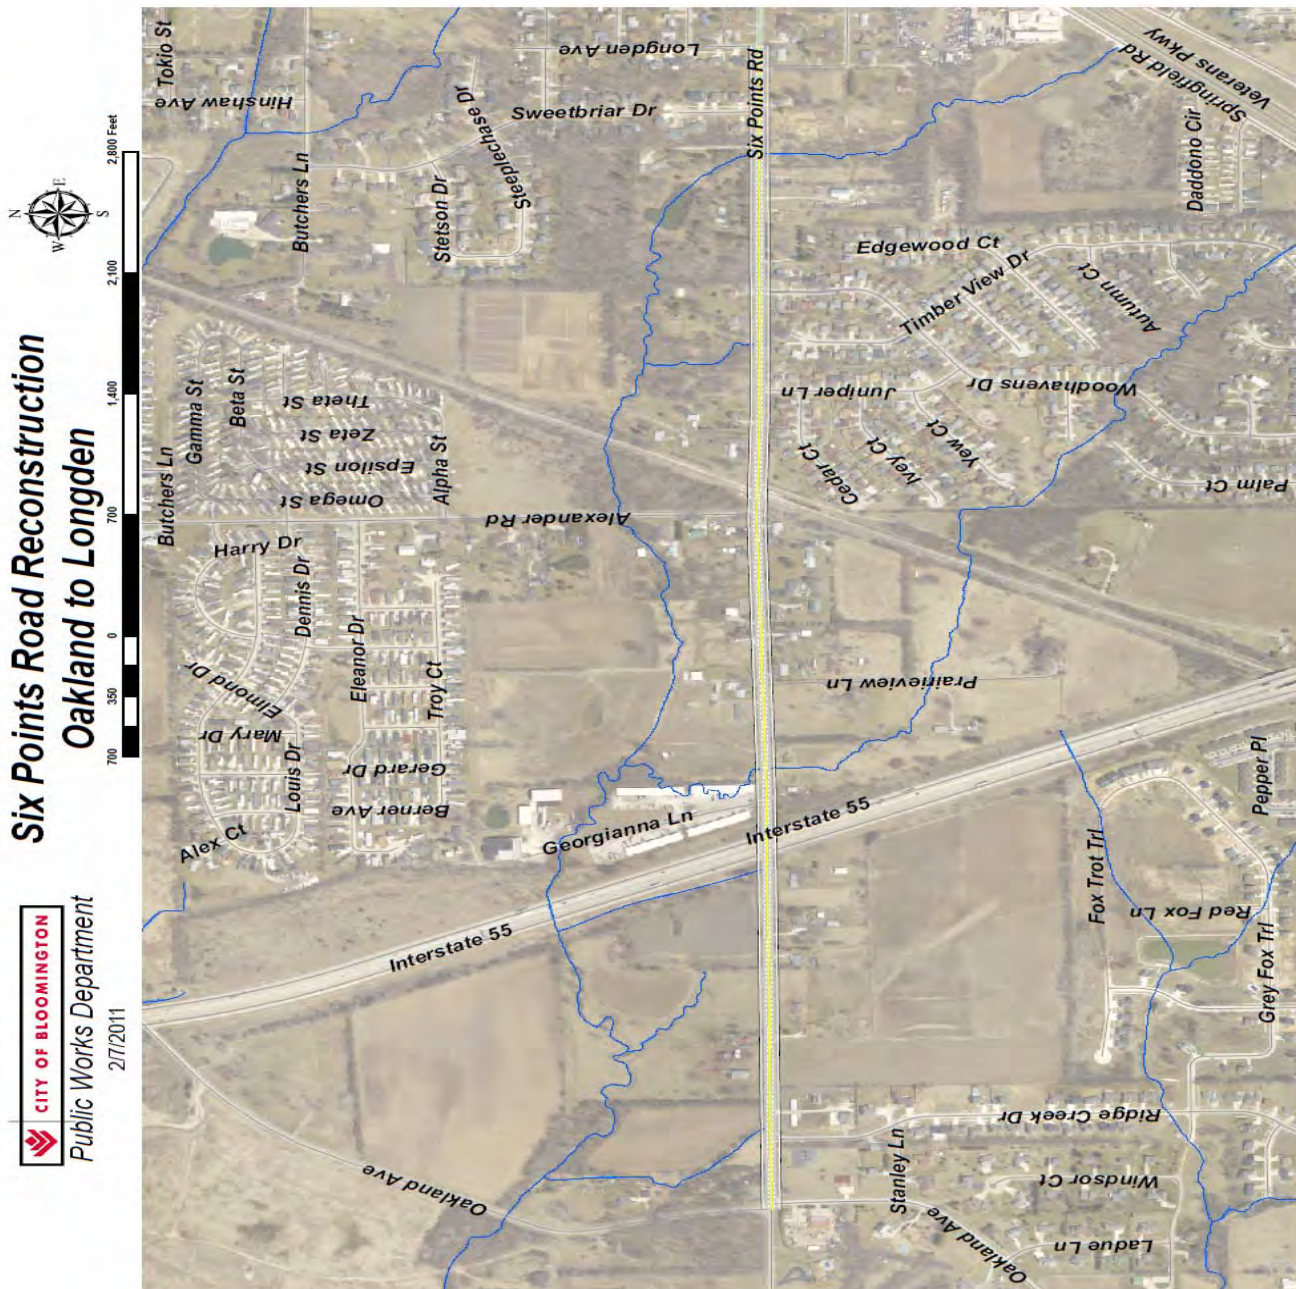 Six Points Road Reconstruction
Oakland to Longden
CITY OF BLOOMINGTON
Public Works Department
2/7/2011
700 350 0 700 1,400 2,100 2,800 Feet
N
E
S
W
Tokio St
Hinshaw Ave
Butchers Ln
Longden Ave
Sweetbriar Dr
Steeplechase Dr
Stetson Dr
Six Points Rd
Springfield Rd
Veterans Pkwy
Daddono Cir
Edgewood Ct
Timber View Dr
Autumn Ct
Woodhavens Dr
Juniper Ln
Cedar Ct
Ivey Ct
Yew Ct
Palm Ct
Butchers Ln
Gamma St
Beta St
Theta St
Zeta St
Epsilon St
Omega St
Alpha St
Alexander Rd
Harry Dr
Dennis Dr
Eleanor Dr
Elmond Dr
Mary Dr
Louis Dr
Troy Ct
Gerard Dr
Berner Ave
Alex Ct
Georgianna Ln
Prairieview Ln
Interstate 55
Interstate 55
Fox Trot Trl
Pepper Pl
Red Fox Ln
Grey Fox Trl
Ridge Creek Dr
Stanley Ln
Windsor Ct
Ladue Ln
Oakland Ave
Oakland Ave